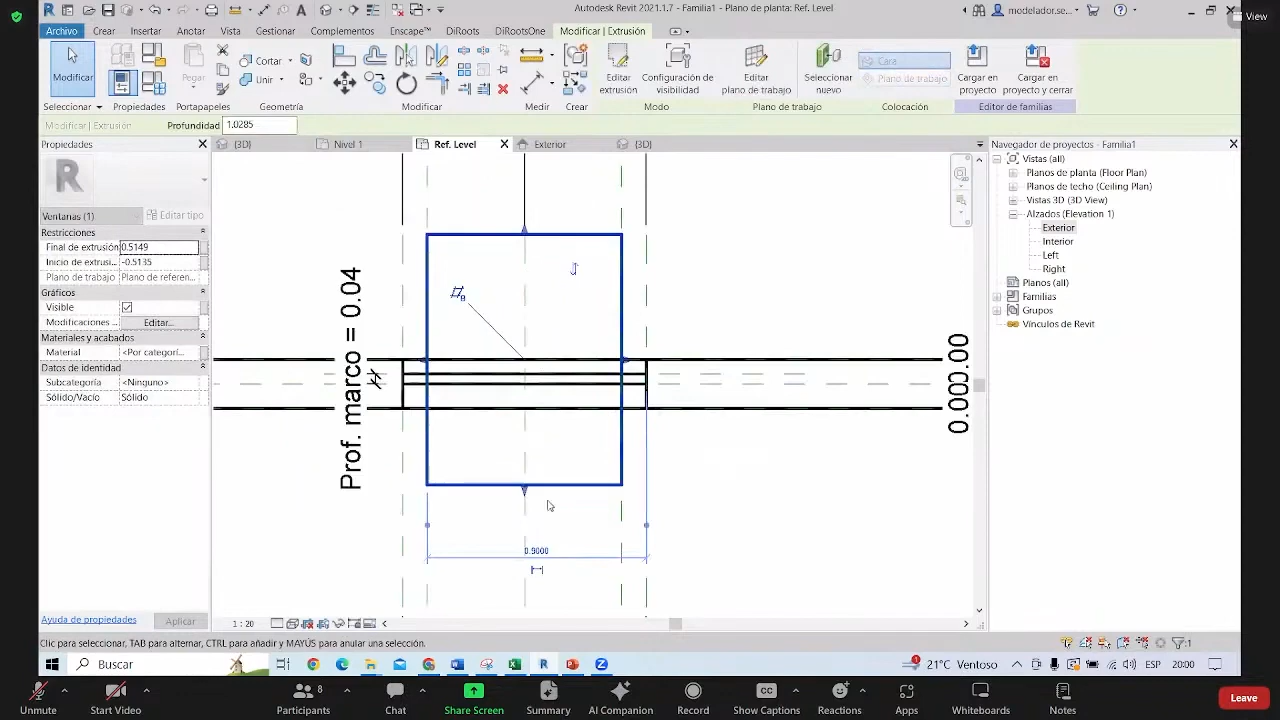 View
Autodesk Revit 2021.1.7 - Familia1 - Plano de planta: Ref. Level
modelador.se...
Archivo Crear Insertar Anotar Vista Gestionar Complementos Enscape™ DiRoots DiRootsOne Modificar | Extrusión
Modificar
Pegar
Cortar
Unir
Editar extrusión
Configuración de visibilidad
Editar plano de trabajo
Seleccionar nuevo
Cara
Plano de trabajo
Cargar en proyecto
Cargar en proyecto y cerrar
Seleccionar Propiedades Portapapeles Geometría Modificar Medir Crear Modo Plano de trabajo Colocación Editor de familias
Modificar | Extrusión Profundidad 1.0285
Propiedades
{3D} Nivel 1 Ref. Level Exterior {3D}
Navegador de proyectos - Familia1
R
Ventanas (1) Editar tipo
Restricciones
Final de extrusión 0.5149
Inicio de extrusi... -0.5135
Plano de trabajo Plano de referen...
Gráficos
Visible
Modificaciones ... Editar...
Materiales y acabados
Material <Por categorí...
Datos de identidad
Subcategoría <Ninguno>
Sólido/Vacío Sólido
Ayuda de propiedades Aplicar
Prof. marco = 0.04
0.9000
Vistas (all)
Planos de planta (Floor Plan)
Planos de techo (Ceiling Plan)
Vistas 3D (3D View)
Alzados (Elevation 1)
Exterior
Interior
Left
Right
Planos (all)
Familias
Grupos
Vínculos de Revit
1 : 20
Clic para seleccionar, TAB para alternar, CTRL para añadir y MAYÚS para anular una selección.
:1
Buscar
1
21°C Ventoso
ESP
20:00
Unmute
Start Video
8
Participants
Chat
Share Screen
Summary
AI Companion
Record
CC
Show Captions
Reactions
Apps
Whiteboards
Notes
Leave